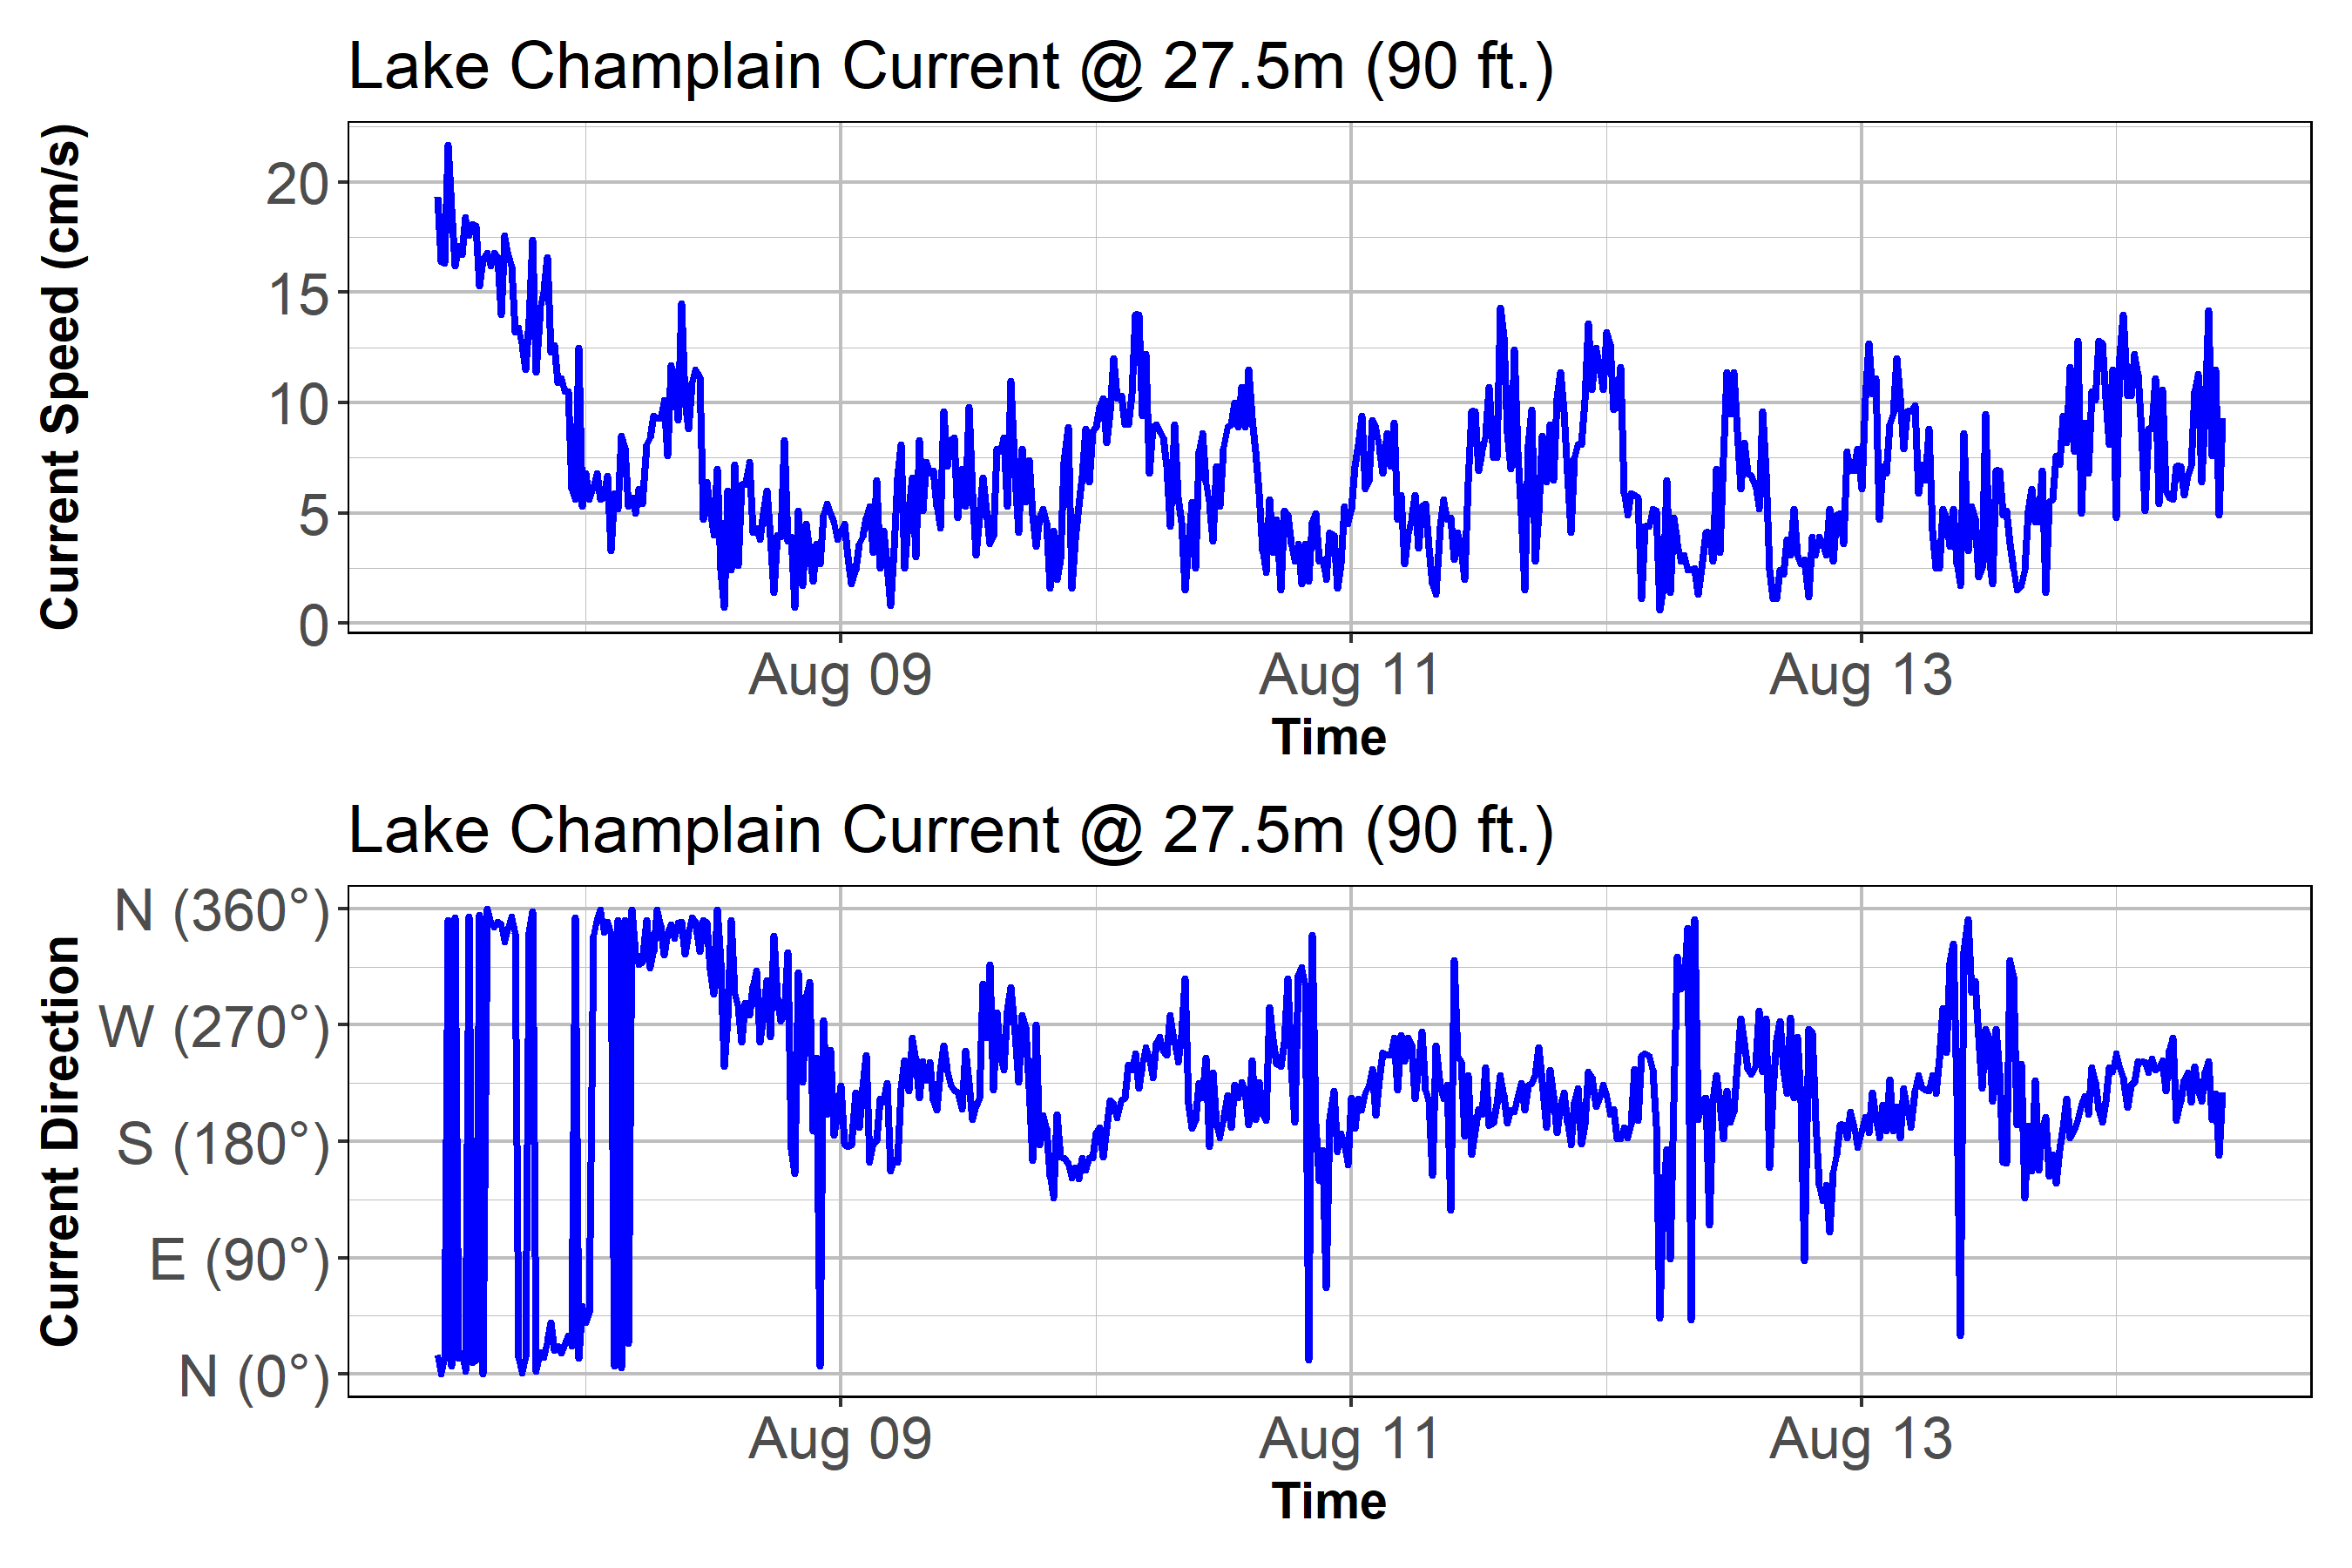 Lake Champlain Current @ 27.5m (90 ft.)
Current Speed (cm/s)
20
15
10
5
0
Aug 09 Aug 11 Aug 13
Time
Lake Champlain Current @ 27.5m (90 ft.)
Current Direction
N (360°)
W (270°)
S (180°)
E (90°)
N (0°)
Aug 09 Aug 11 Aug 13
Time